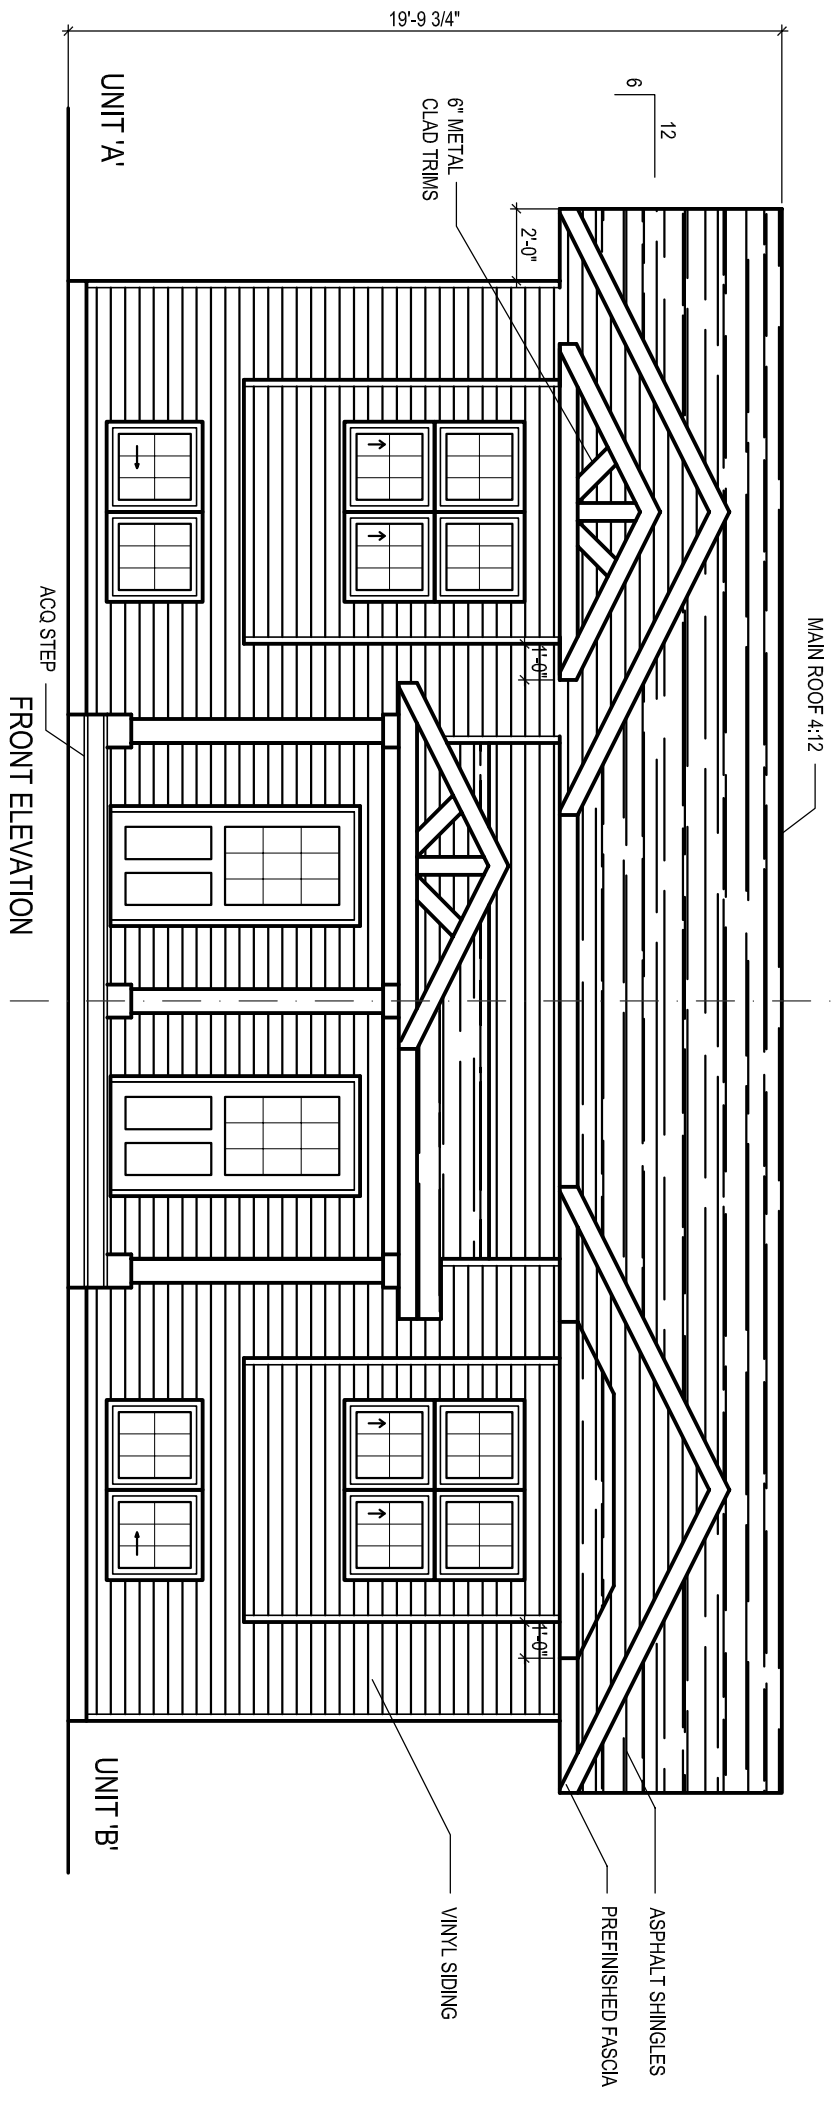 MAIN ROOF 4:12
12
6
19'-9 3/4"
6" METAL
CLAD TRIMS
2'-0"
1'-0"
1'-0"
ASPHALT SHINGLES
PREFINISHED FASCIA
VINYL SIDING
UNIT 'A'
UNIT 'B'
ACQ STEP
FRONT ELEVATION